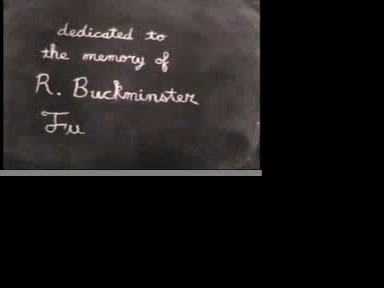 dedicated to
the memory of
R. Buckminster
Fu